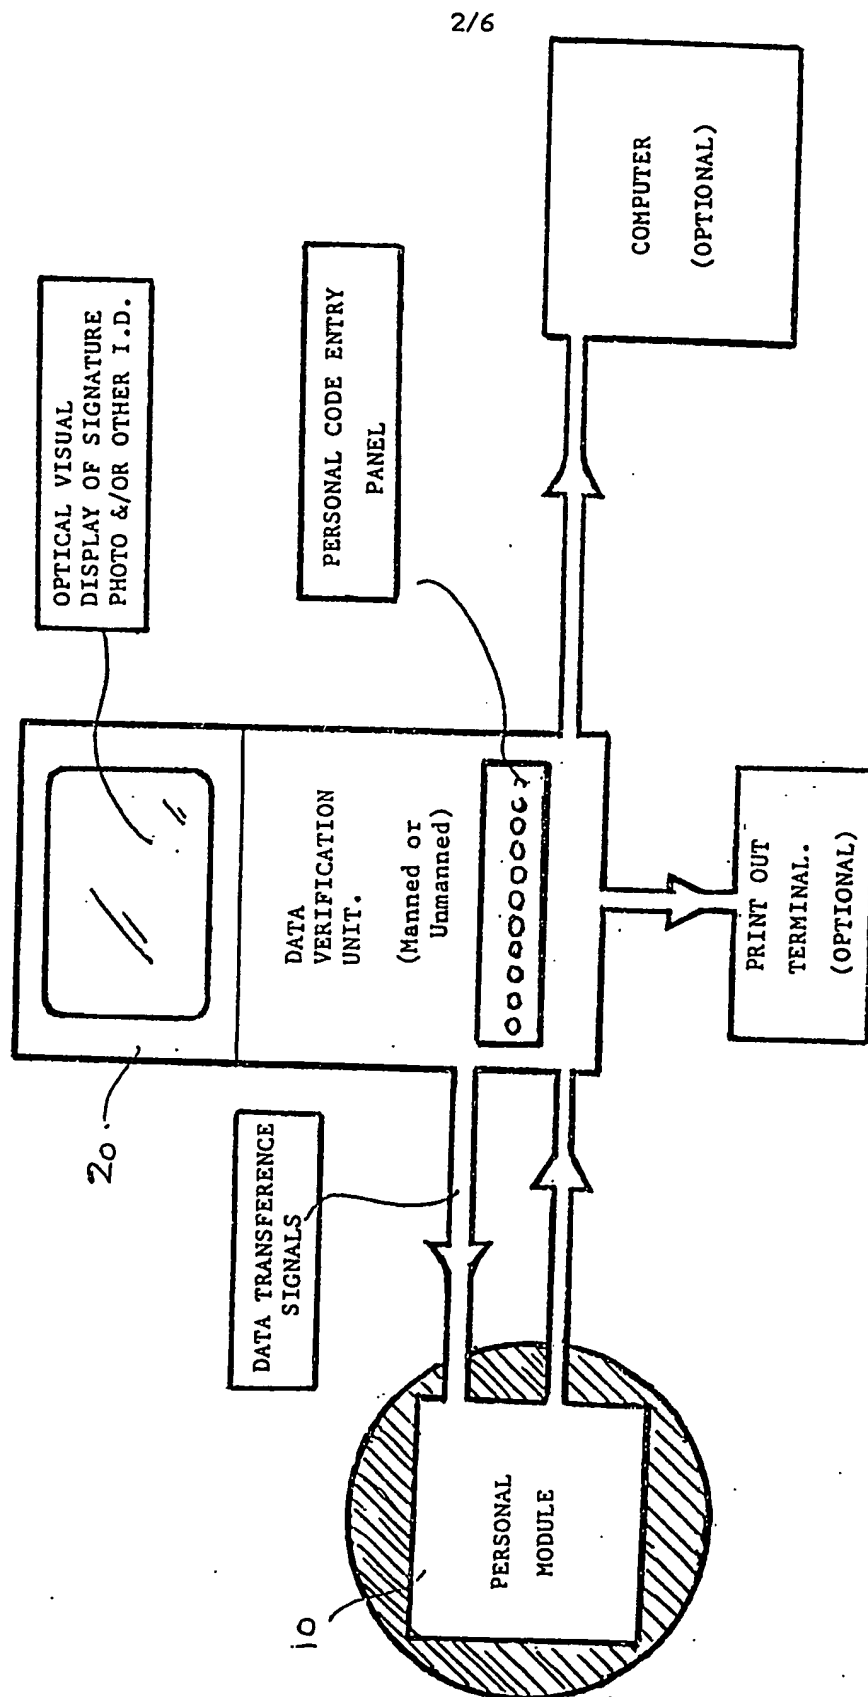 2/6
OPTICAL VISUAL
DISPLAY OF SIGNATURE
PHOTO &/OR OTHER I.D.
PERSONAL CODE ENTRY
PANEL
COMPUTER
(OPTIONAL)
20
DATA
VERIFICATION
UNIT.
(Manned or
Unmanned)
PRINT OUT
TERMINAL.
(OPTIONAL)
DATA TRANSFERENCE
SIGNALS
10
PERSONAL
MODULE